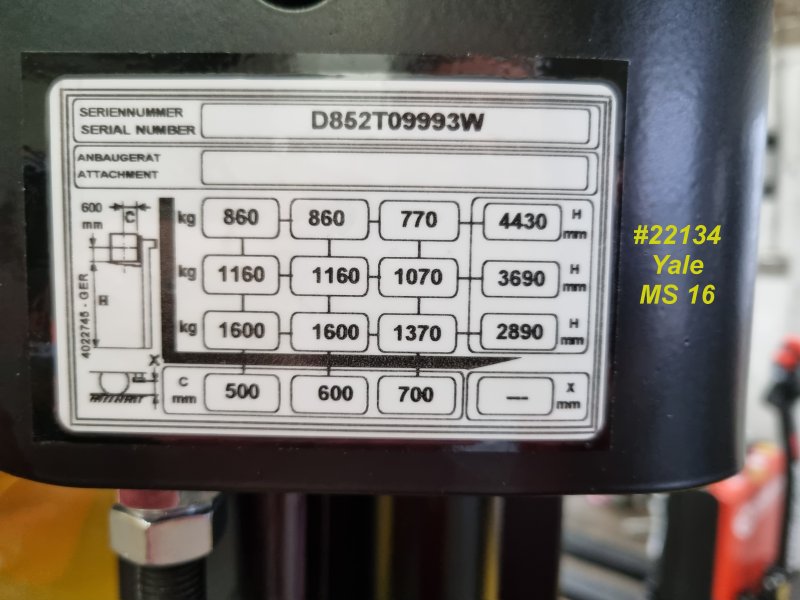 SERIENNUMMER
SERIAL NUMBER
D852T09993W
ANBAUGERÄT
ATTACHMENT
600
mm
C
kg 860 860 770 4430 H mm
kg 1160 1160 1070 3690 H mm
H
kg 1600 1600 1370 2890 H mm
4022745 - GER
X
C mm 500 600 700 --- X mm
#22134
Yale
MS 16